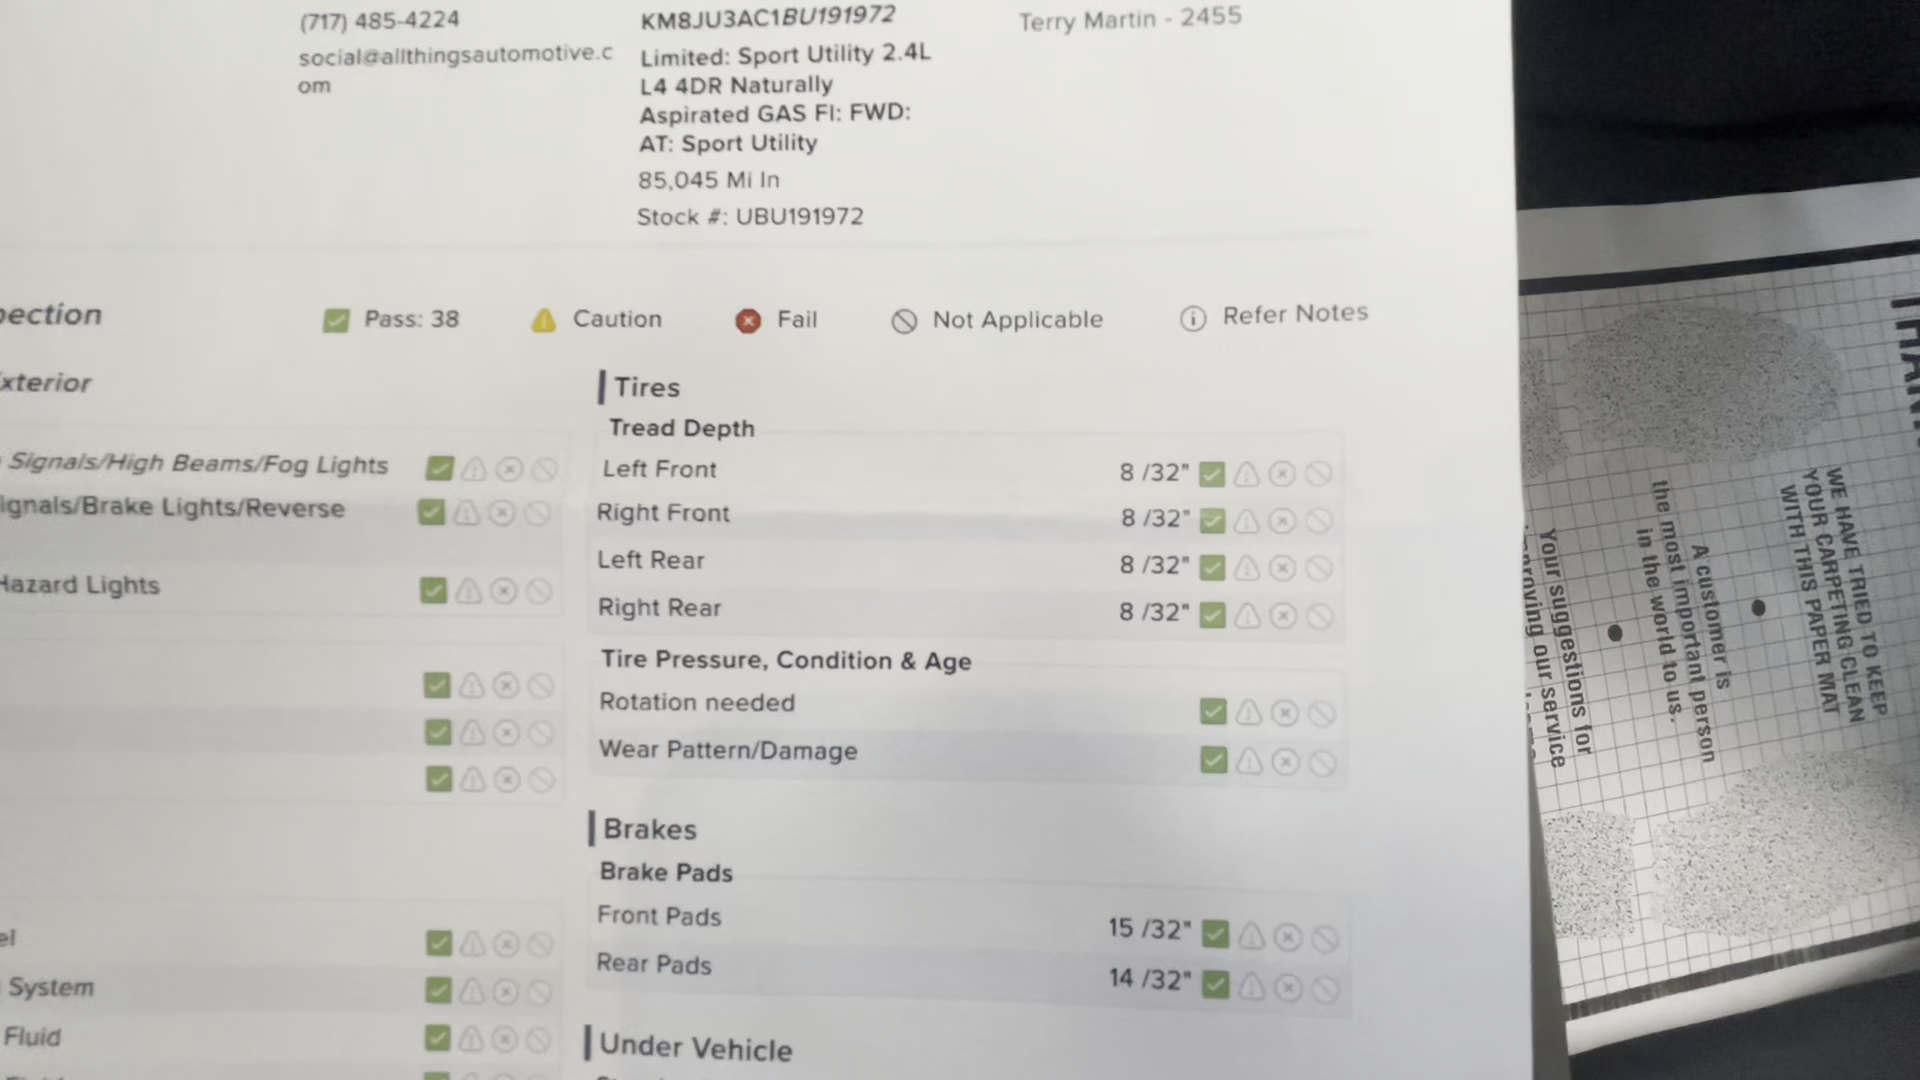 (717) 485-4224
social@allthingsautomotive.c
om
KM8JU3AC1BU191972
Limited: Sport Utility 2.4L
L4 4DR Naturally
Aspirated GAS FI: FWD:
AT: Sport Utility
85,045 Mi In
Stock #: UBU191972
Terry Martin - 2455
pection
Pass: 38
Caution
Fail
Not Applicable
Refer Notes
xterior
Signals/High Beams/Fog Lights
ignals/Brake Lights/Reverse
Hazard Lights
el
System
Fluid
Tires
Tread Depth
Left Front 8 /32"
Right Front 8 /32"
Left Rear 8 /32"
Right Rear 8 /32"
Tire Pressure, Condition & Age
Rotation needed
Wear Pattern/Damage
Brakes
Brake Pads
Front Pads 15 /32"
Rear Pads 14 /32"
Under Vehicle
WE HAVE TRIED TO KEEP
YOUR CARPETING CLEAN
WITH THIS PAPER MAT
A customer is
the most important person
in the world to us.
Your suggestions for
our service